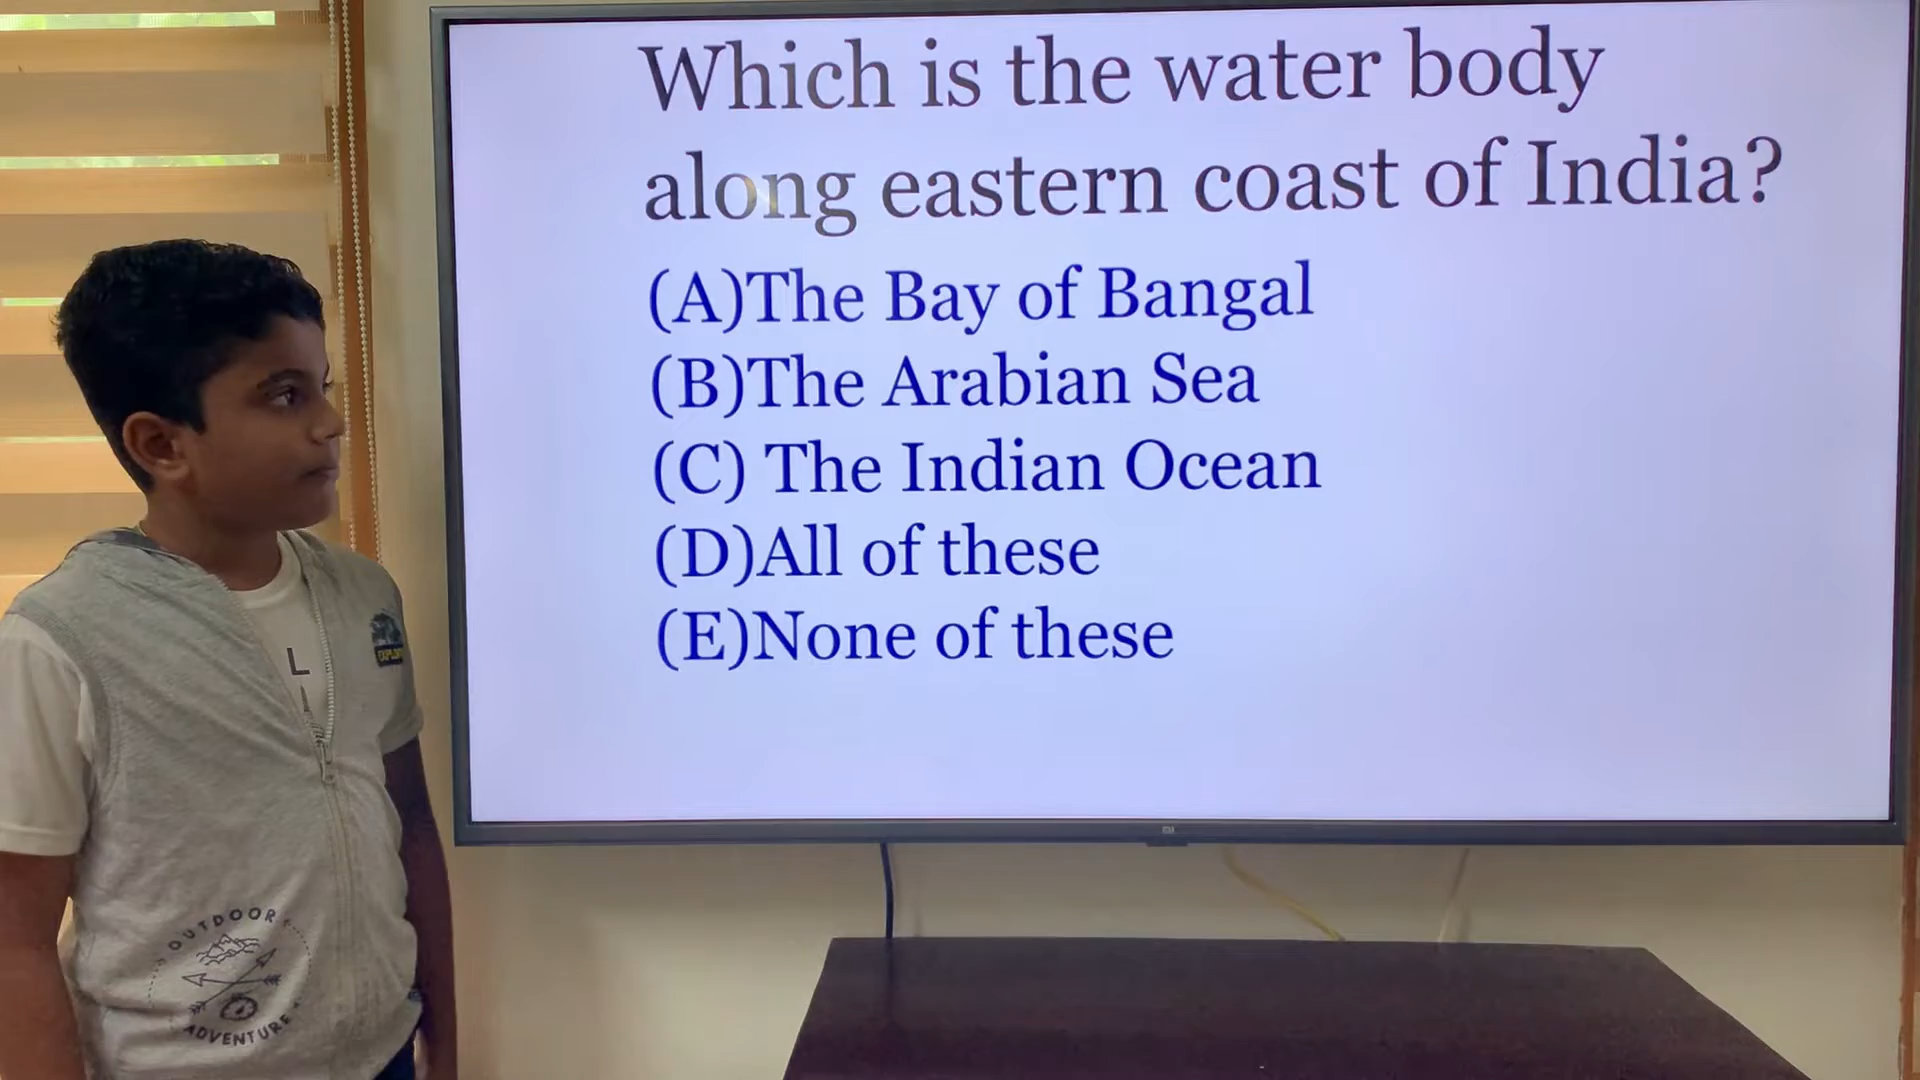 Which is the water body
along eastern coast of India?
(A)The Bay of Bangal
(B)The Arabian Sea
(C) The Indian Ocean
(D)All of these
(E)None of these
L
OUTDOOR
ADVENTURE